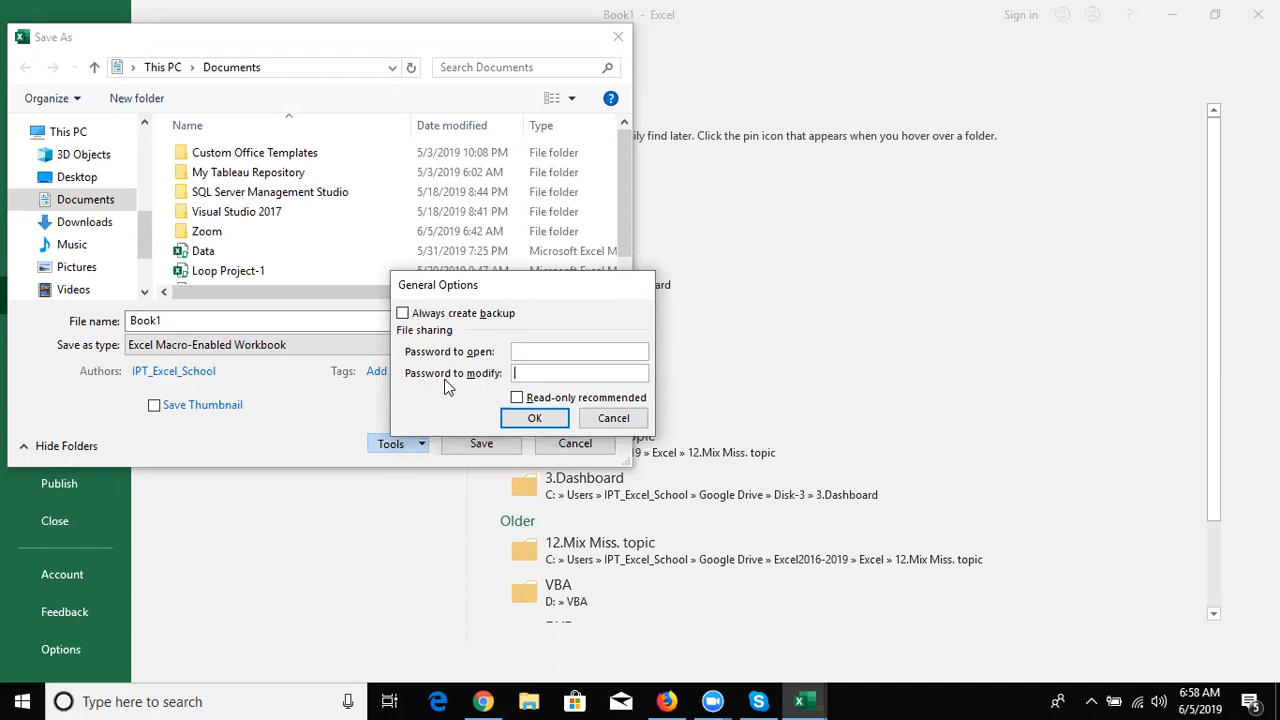 Book1 - Excel
Sign in
Save As
This PC
Documents
Search Documents
Organize
New folder
Name
Date modified
Type
This PC
3D Objects
Desktop
Documents
Downloads
Music
Pictures
Videos
Custom Office Templates 5/3/2019 10:08 PM File folder
My Tableau Repository 5/3/2019 6:02 AM File folder
SQL Server Management Studio 5/18/2019 8:44 PM File folder
Visual Studio 2017 5/18/2019 8:41 PM File folder
Zoom 6/5/2019 6:42 AM File folder
Data 5/31/2019 7:25 PM Microsoft Excel M
Loop Project-1
File name: Book1
Save as type: Excel Macro-Enabled Workbook
Authors: IPT_Excel_School
Tags: Add
Save Thumbnail
Hide Folders
Tools
Save
Cancel
General Options
Always create backup
File sharing
Password to open:
Password to modify:
Read-only recommended
OK
Cancel
ily find later. Click the pin icon that appears when you hover over a folder.
ard
19 » Excel » 12.Mix Miss. topic
3.Dashboard
C: » Users » IPT_Excel_School » Google Drive » Disk-3 » 3.Dashboard
Older
12.Mix Miss. topic
C: » Users » IPT_Excel_School » Google Drive » Excel2016-2019 » Excel » 12.Mix Miss. topic
VBA
D: » VBA
Publish
Close
Account
Feedback
Options
Type here to search
6:58 AM
6/5/2019
5